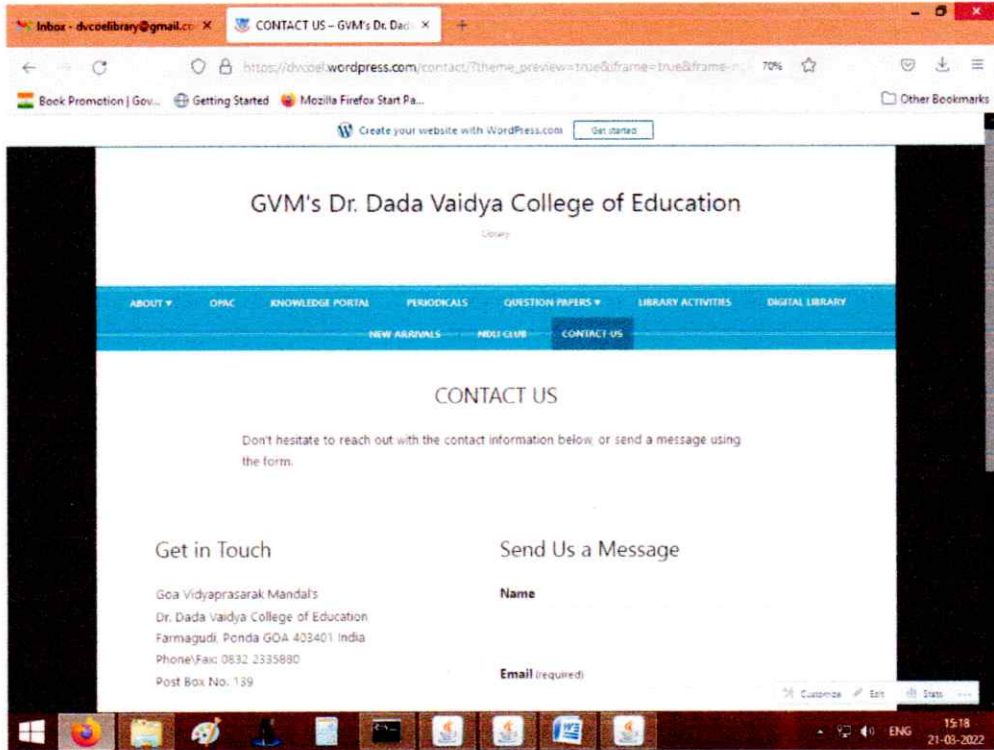 Inbox - dvcoelibrary@gmail.co
CONTACT US – GVM's Dr. Dad
https://dvcoel.wordpress.com/contact/?theme_preview=true&iframe=true&frame-n
70%
Book Promotion | Gov...
Getting Started
Mozilla Firefox Start Pa...
Other Bookmarks
Create your website with WordPress.com
Get started
GVM's Dr. Dada Vaidya College of Education
Library
ABOUT
OPAC
KNOWLEDGE PORTAL
PERIODICALS
QUESTION PAPERS
LIBRARY ACTIVITIES
DIGITAL LIBRARY
NEW ARRIVALS
NDLI CLUB
CONTACT US
CONTACT US
Don't hesitate to reach out with the contact information below, or send a message using
the form.
Get in Touch
Goa Vidyaprasarak Mandal's
Dr. Dada Vaidya College of Education
Farmagudi, Ponda GOA 403401 India
Phone\Fax: 0832 2335880
Post Box No. 139
Send Us a Message
Name
Email (required)
Customize
Edit
Stats
ENG
15:18
21-03-2022